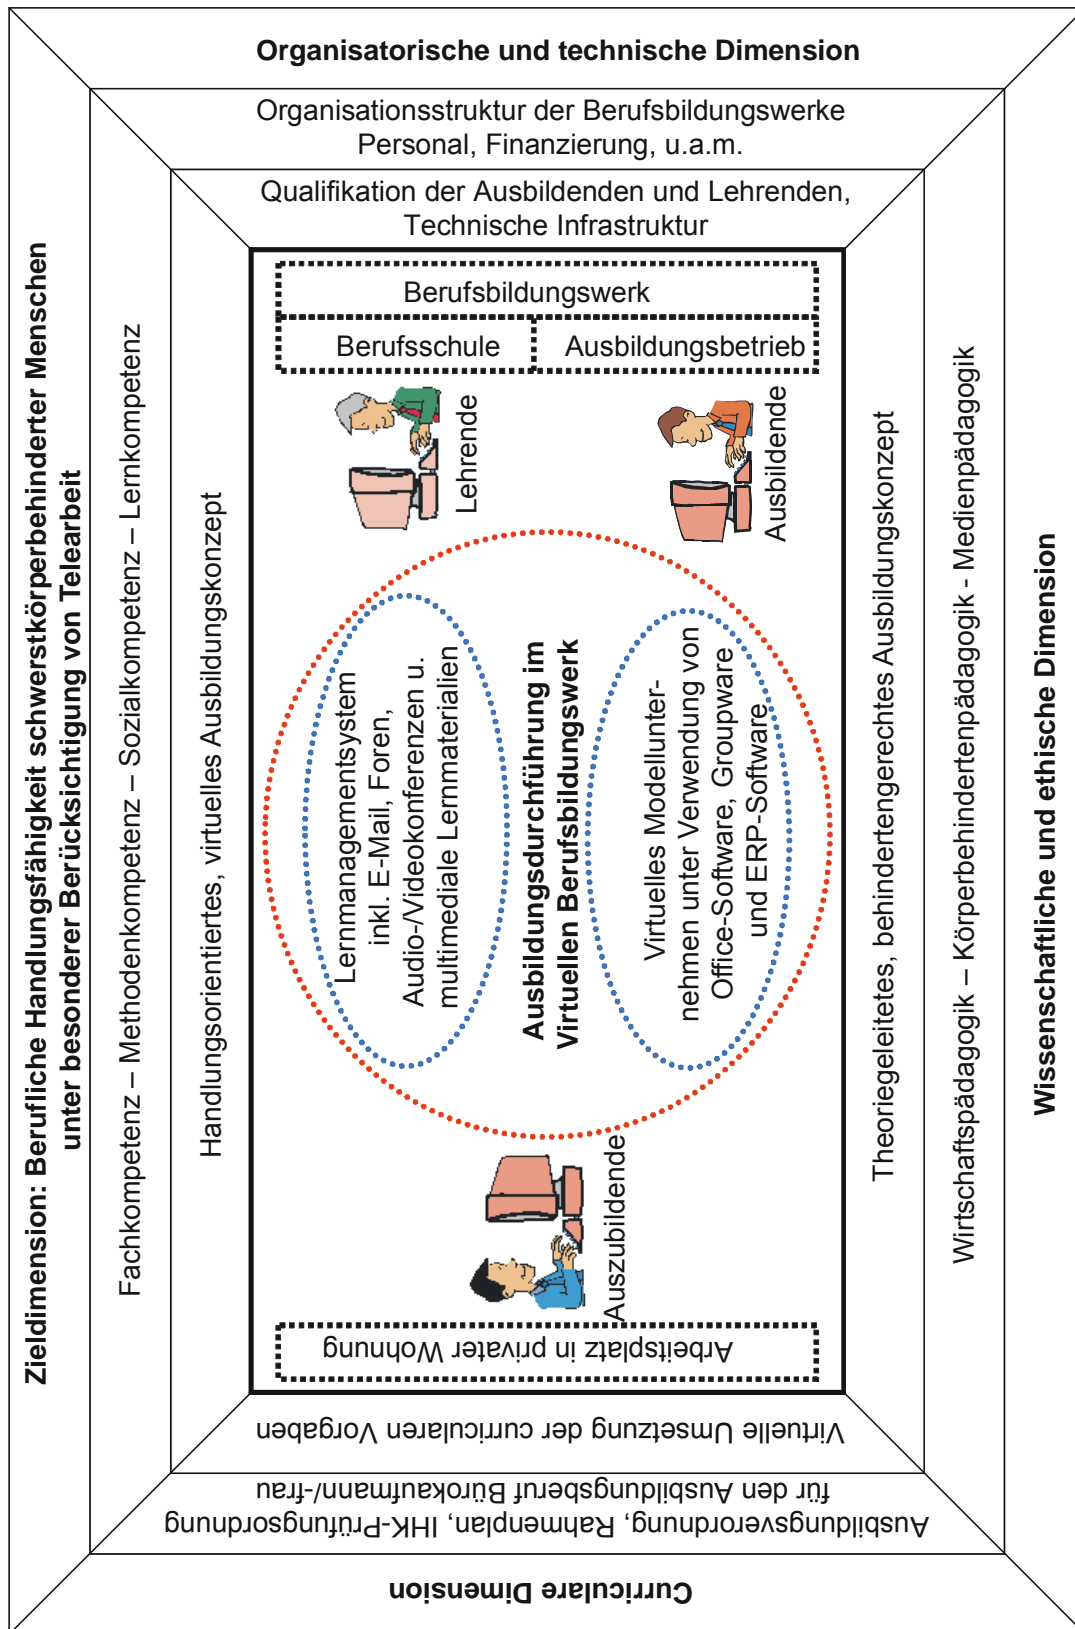 Organisatorische und technische Dimension
Organisationsstruktur der Berufsbildungswerke
Personal, Finanzierung, u.a.m.
Qualifikation der Ausbildenden und Lehrenden,
Technische Infrastruktur
Zieldimension: Berufliche Handlungsfähigkeit schwerstkörperbehinderter Menschen
unter besonderer Berücksichtigung von Telearbeit
Fachkompetenz – Methodenkompetenz – Sozialkompetenz – Lernkompetenz
Handlungsorientiertes, virtuelles Ausbildungskonzept
Berufsbildungswerk
Berufsschule
Ausbildungsbetrieb
Lehrende
Ausbildende
Lernmanagementsystem
inkl. E-Mail, Foren,
Audio-/Videokonferenzen u.
multimediale Lernmaterialien
Ausbildungsdurchführung im
Virtuellen Berufsbildungswerk
Virtuelles Modellunter-
nehmen unter Verwendung von
Office-Software, Groupware
und ERP-Software
Auszubildende
Arbeitsplatz in privater Wohnung
Theoriegeleitetes, behindertengerechtes Ausbildungskonzept
Wirtschaftspädagogik – Körperbehindertenpädagogik - Medienpädagogik
Wissenschaftliche und ethische Dimension
Virtuelle Umsetzung der curricularen Vorgaben
Ausbildungsverordnung, Rahmenplan, IHK-Prüfungsordnung
für den Ausbildungsberuf Bürokaufmann/-frau
Curriculare Dimension